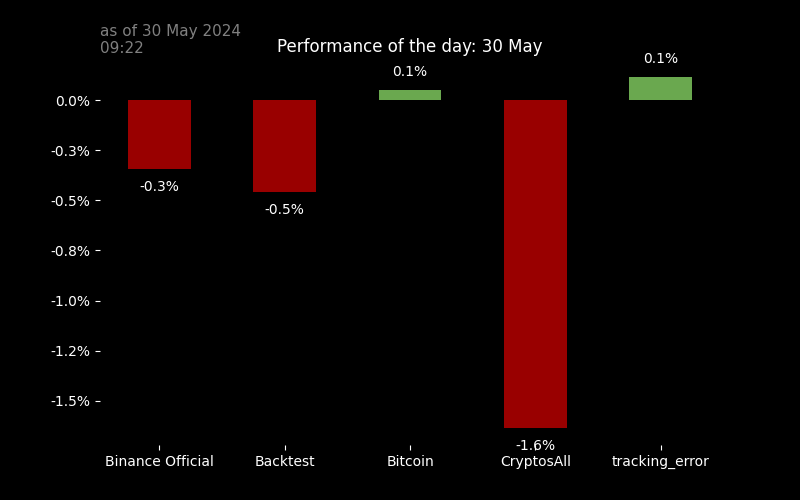 as of 30 May 2024
09:22
Performance of the day: 30 May
0.1%
0.1%
0.0%
-0.3%
-0.3%
-0.5%
-0.5%
-0.8%
-1.0%
-1.2%
-1.5%
-1.6%
Binance Official
Backtest
Bitcoin
CryptosAll
tracking_error